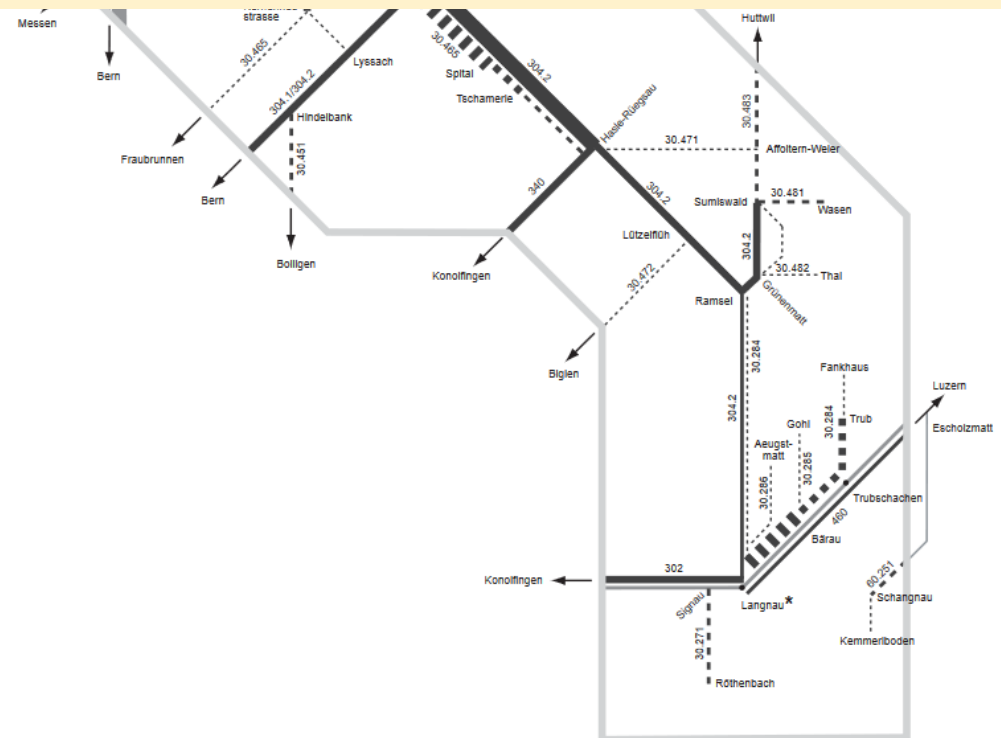 Messen
strasse
Huttwil
Bern
30.465
Lyssach
30.465
Spital
304.2
Tschamerie
304.1/304.2
Hindelbank
30.483
Hasle-Rüegsau
30.471
Affoltern-Weier
Fraubrunnen
30.451
Bern
340
304.2
Sumiswald
30.481
Wasen
Lützelflüh
304.2
Bolligen
Konolfingen
30.472
30.482
Thal
Ramsei
Grünenmatt
30.284
Biglen
Fankhaus
Luzern
304.2
Gohl
30.284
Trub
Escholzmatt
Aeugst-
matt
30.285
30.286
Trubschachen
460
Bärau
302
Konolfingen
60.251
Signau
Langnau*
Schangnau
30.271
Kemmeriboden
Röthenbach